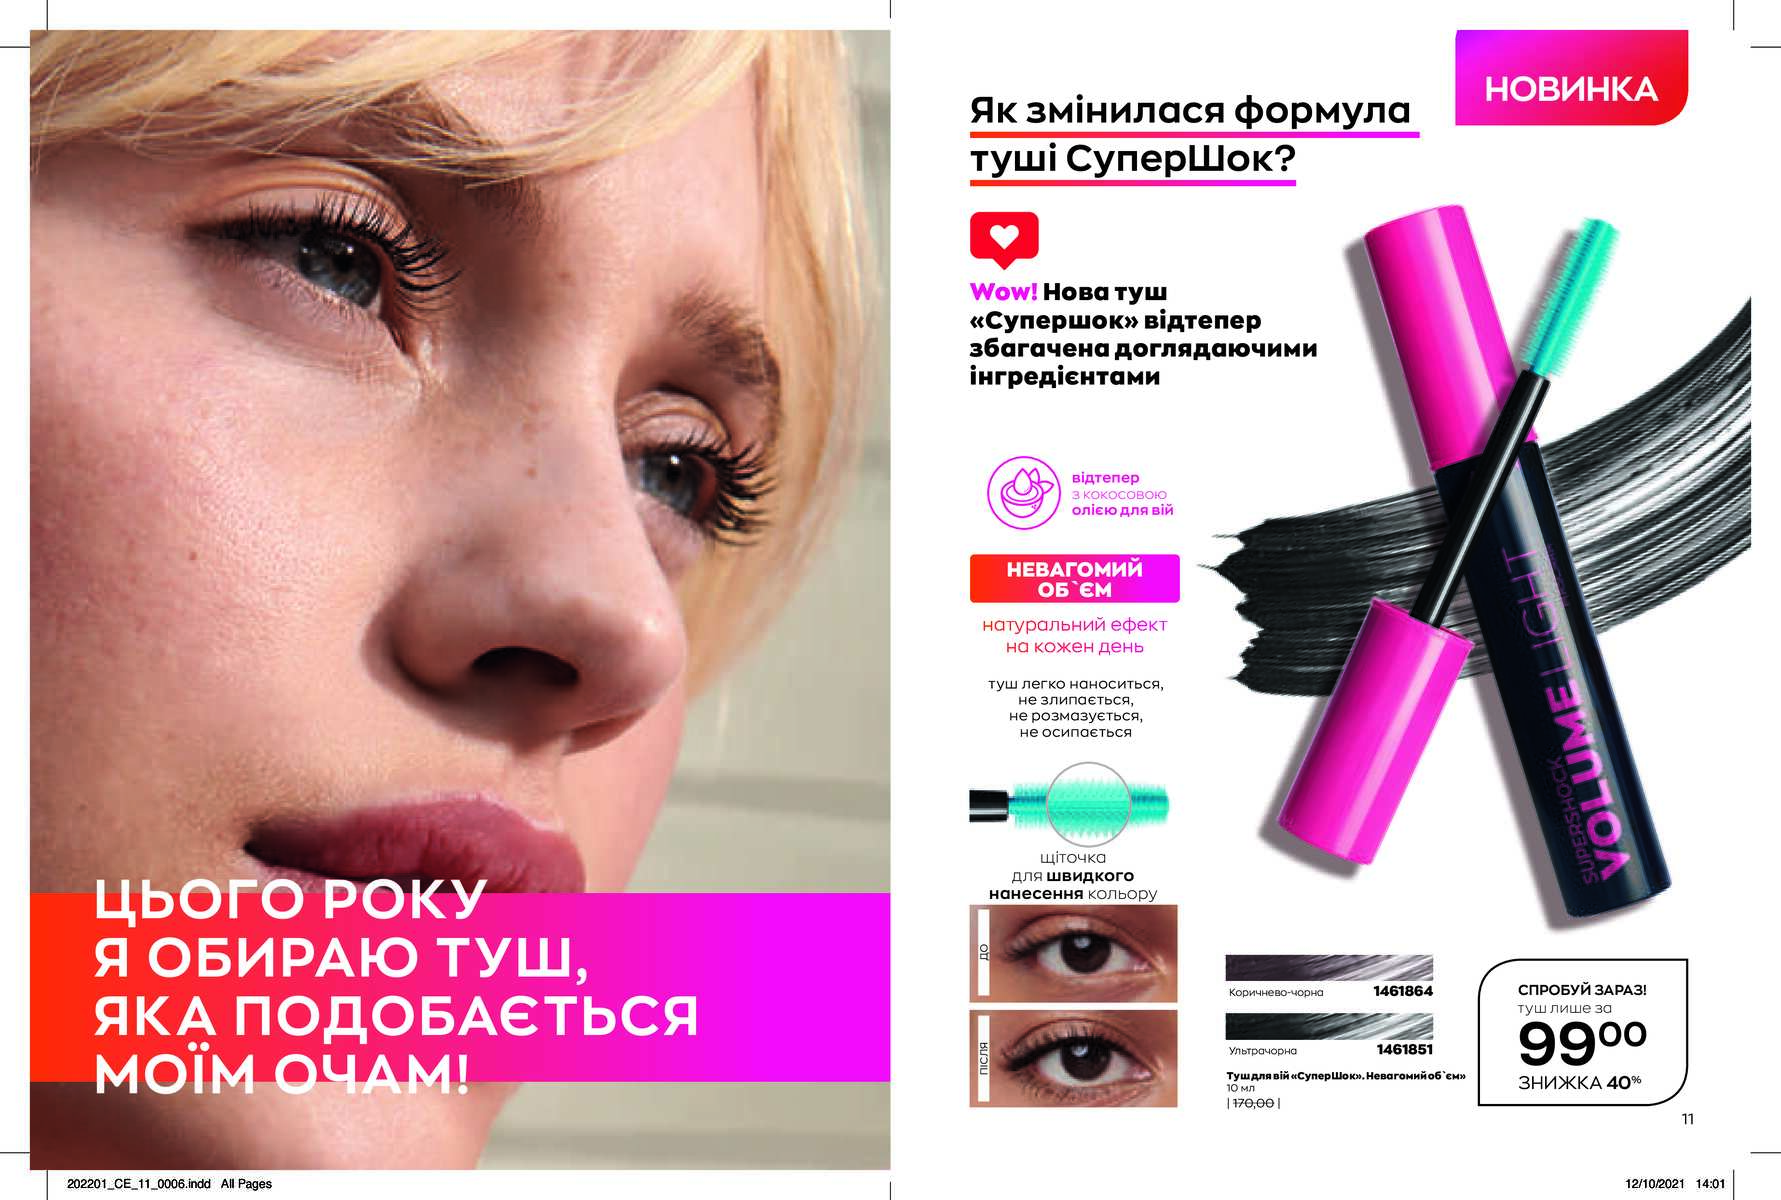 ЦЬОГО РОКУ
Я ОБИРАЮ ТУШ,
ЯКА ПОДОБАЄТЬСЯ
МОЇМ ОЧАМ!
202201_CE_11_0006.indd   All Pages
НОВИНКА
Як змінилася формула
туші СуперШок?
Wow! Нова туш
«Супершок» відтепер
збагачена доглядаючими
інгредієнтами
відтепер
з кокосовою
олією для вій
НЕВАГОМИЙ
ОБ`ЄМ
натуральний ефект
на кожен день
туш легко наноситься,
не злипається,
не розмазується,
не осипається
щіточка
для швидкого
нанесення кольору
ДО
ПІСЛЯ
SUPERSHOCK
VOLUME LIGHT
Коричнево-чорна 1461864
Ультрачорна 1461851
Туш для вій «СуперШок». Невагомий об`єм»
10 мл
| 170,00 |
СПРОБУЙ ЗАРАЗ!
туш лише за
9900
ЗНИЖКА 40%
11
12/10/2021   14:01